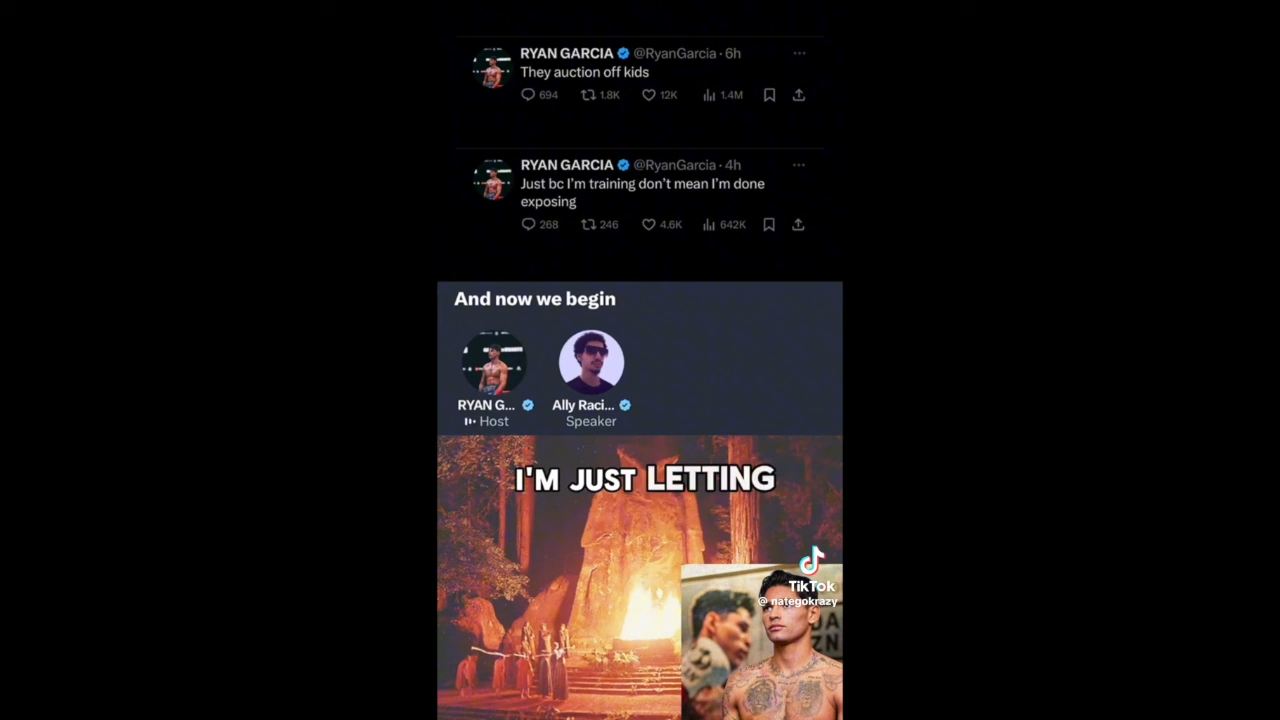 RYAN GARCIA @RyanGarcia · 6h
They auction off kids
694 1.8K 12K 1.4M
RYAN GARCIA @RyanGarcia · 4h
Just bc I'm training don't mean I'm done
exposing
268 246 4.6K 642K
And now we begin
RYAN G... Ally Raci...
Host Speaker
I'M JUST LETTING
TikTok
@nategokrazy
DA
ZN